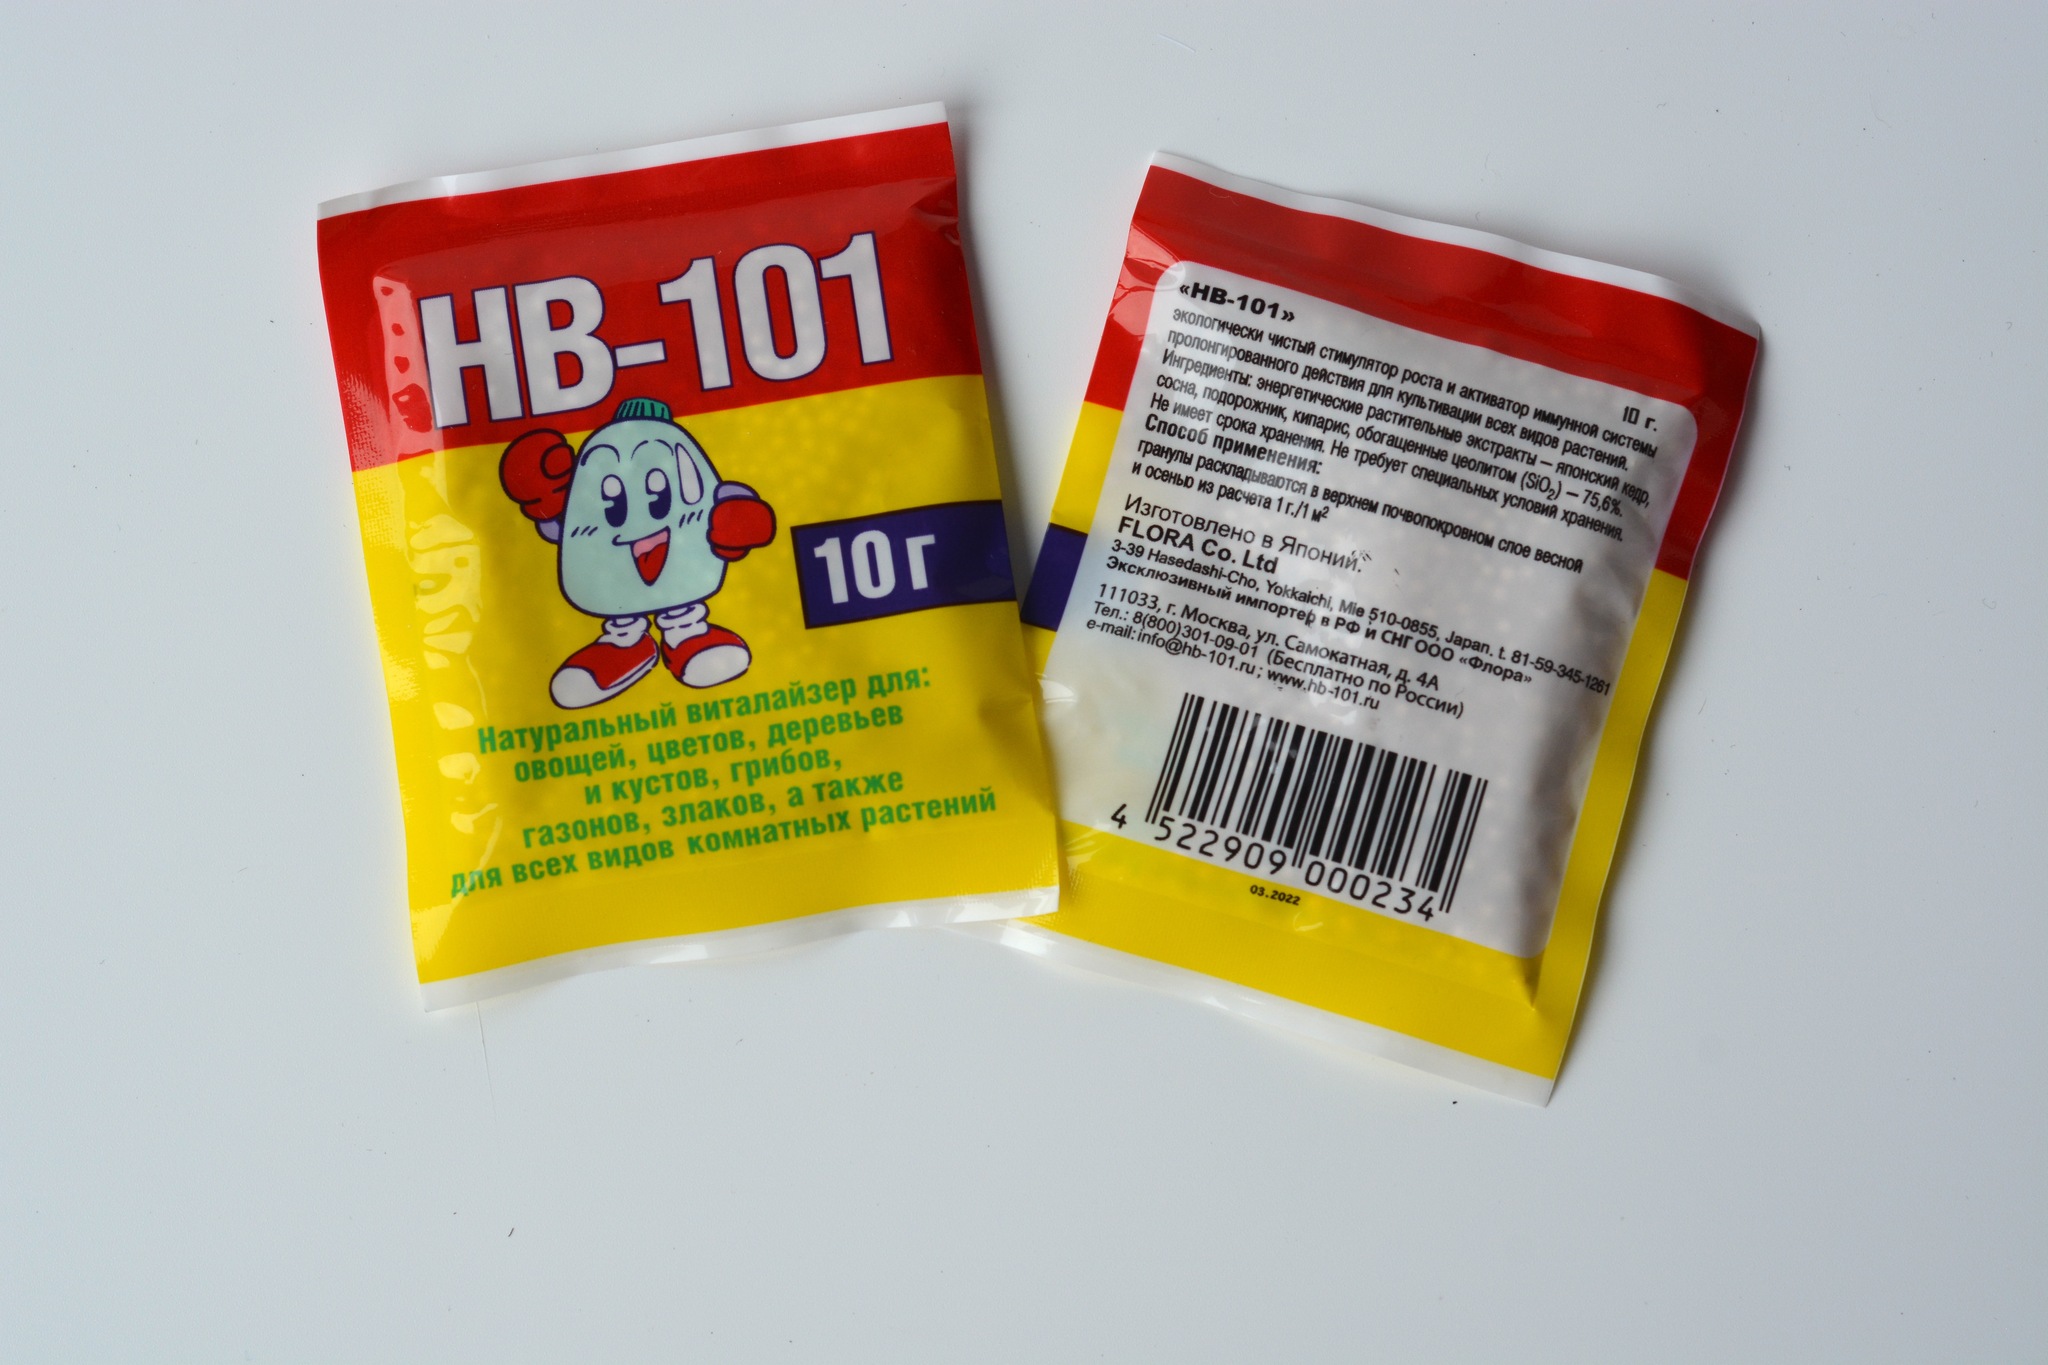 HB-101
10 г
Натуральный виталайзер для:
овощей, цветов, деревьев
и кустов, грибов,
газонов, злаков, а также
для всех видов комнатных растений
«HB-101»
10 г.
экологически чистый стимулятор роста и активатор иммунной системы
пролонгированного действия для культивации всех видов растений.
Ингредиенты: энергетические растительные экстракты – японский кедр,
сосна, подорожник, кипарис, обогащенные цеолитом (SiO₂) – 75,6%.
Не имеет срока хранения. Не требует специальных условий хранения.
Способ применения:
гранулы раскладываются в верхнем почвопокровном слое весной
и осенью из расчета 1 г./1 м²
Изготовлено в Японии.
FLORA Co. Ltd
3-39 Hasedashi-Cho, Yokkaichi, Mie 510-0855, Japan. t. 81-59-345-1261
Эксклюзивный импортер в РФ и СНГ ООО «Флора»
111033, г. Москва, ул. Самокатная, д. 4А
Тел.: 8(800)301-09-01 (Бесплатно по России)
e-mail: info@hb-101.ru ; www.hb-101.ru
4 522909 000234
03.2022